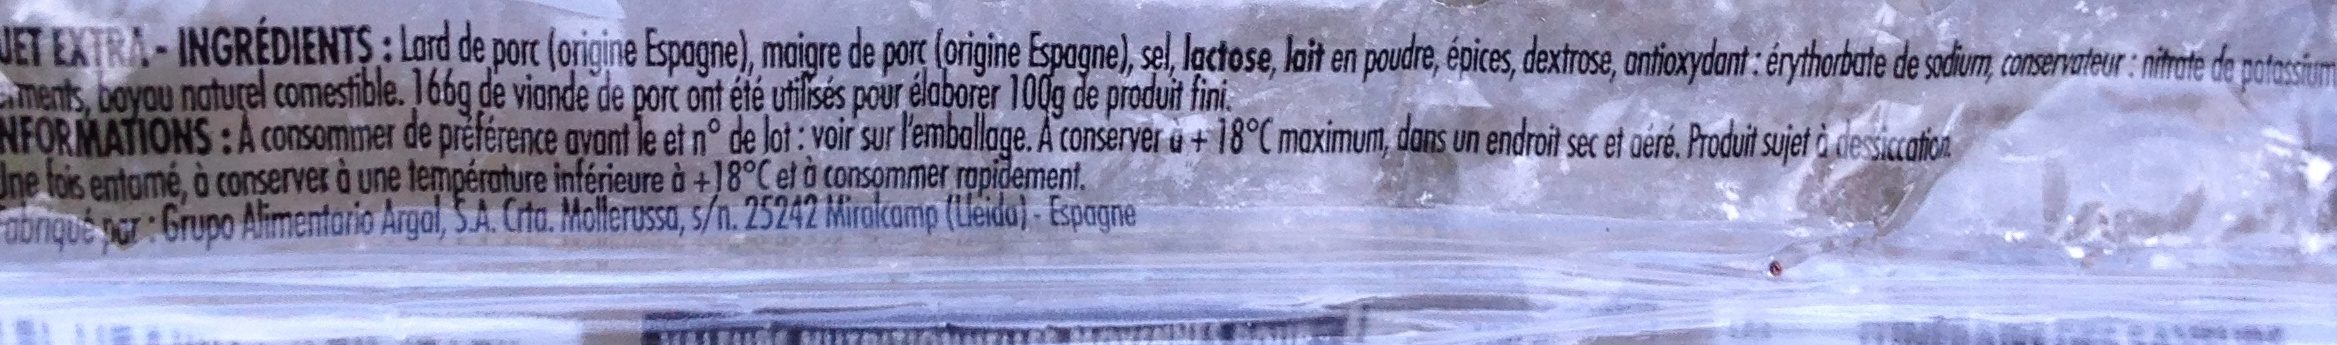 JET EXTRA - INGRÉDIENTS : Lard de porc (origine Espagne), maigre de porc (origine Espagne), sel, lactose, lait en poudre, épices, dextrose, antioxydant : érythorbate de sodium, conservateur : nitrate de potassium
ments, boyau naturel comestible. 166g de viande de porc ont été utilisés pour élaborer 100g de produit fini.
NFORMATIONS : À consommer de préférence avant le et n° de lot : voir sur l'emballage. À conserver à + 18°C maximum, dans un endroit sec et aéré. Produit sujet à dessiccation.
Une fois entamé, à conserver à une température inférieure à +18°C et à consommer rapidement.
abriqué par : Grupo Alimentario Argal, S.A. Crta. Mollerussa, s/n. 25242 Miralcamp (Lleida) - Espagne